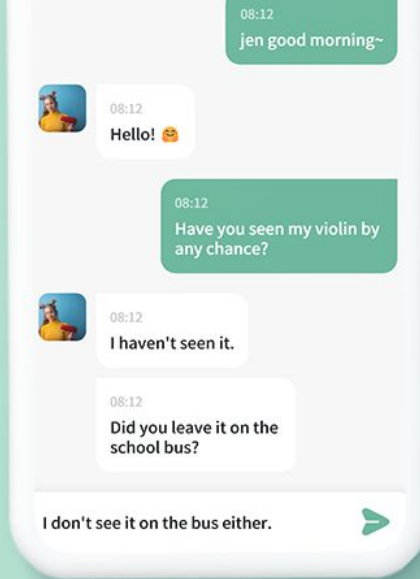 08:12
jen good morning~
08:12
Hello! 🤗
08:12
Have you seen my violin by
any chance?
08:12
I haven't seen it.
08:12
Did you leave it on the
school bus?
I don't see it on the bus either.